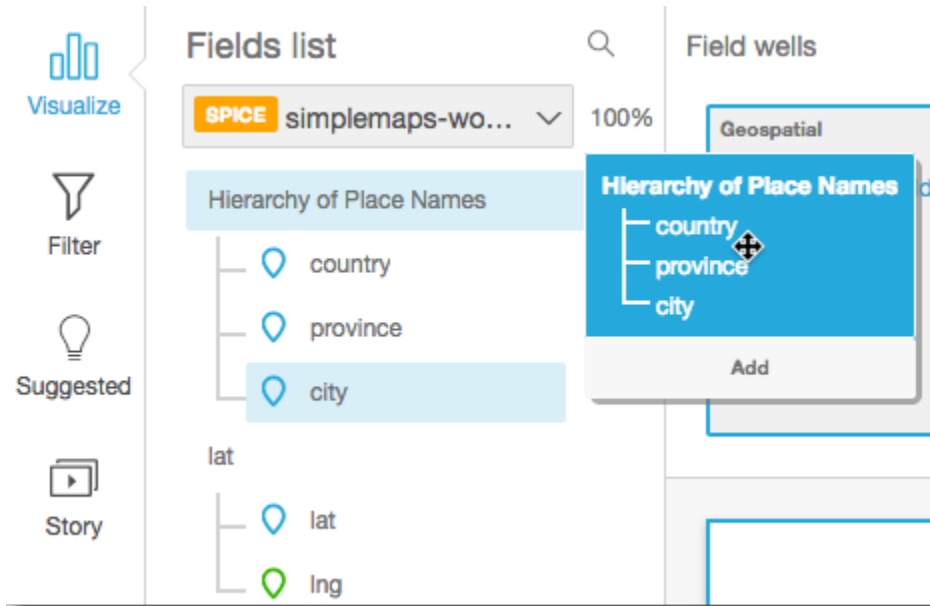 Visualize
Filter
Suggested
Story
Fields list
SPICE simplemaps-wo... 100%
Hierarchy of Place Names
country
province
city
lat
lat
lng
Field wells
Geospatial
Hierarchy of Place Names
country
province
city
Add